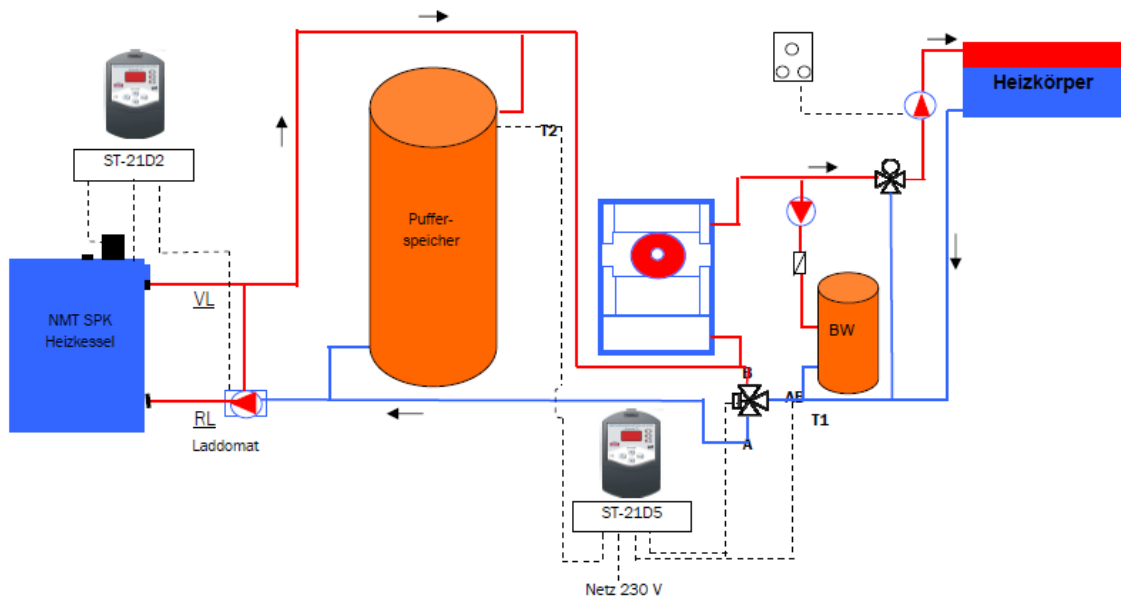 Heizkörper
ST-21D2
T2
Puffer-
speicher
VL
NMT SPK
Heizkessel
BW
B
AB
T1
RL
Laddomat
A
ST-21D5
Netz 230 V